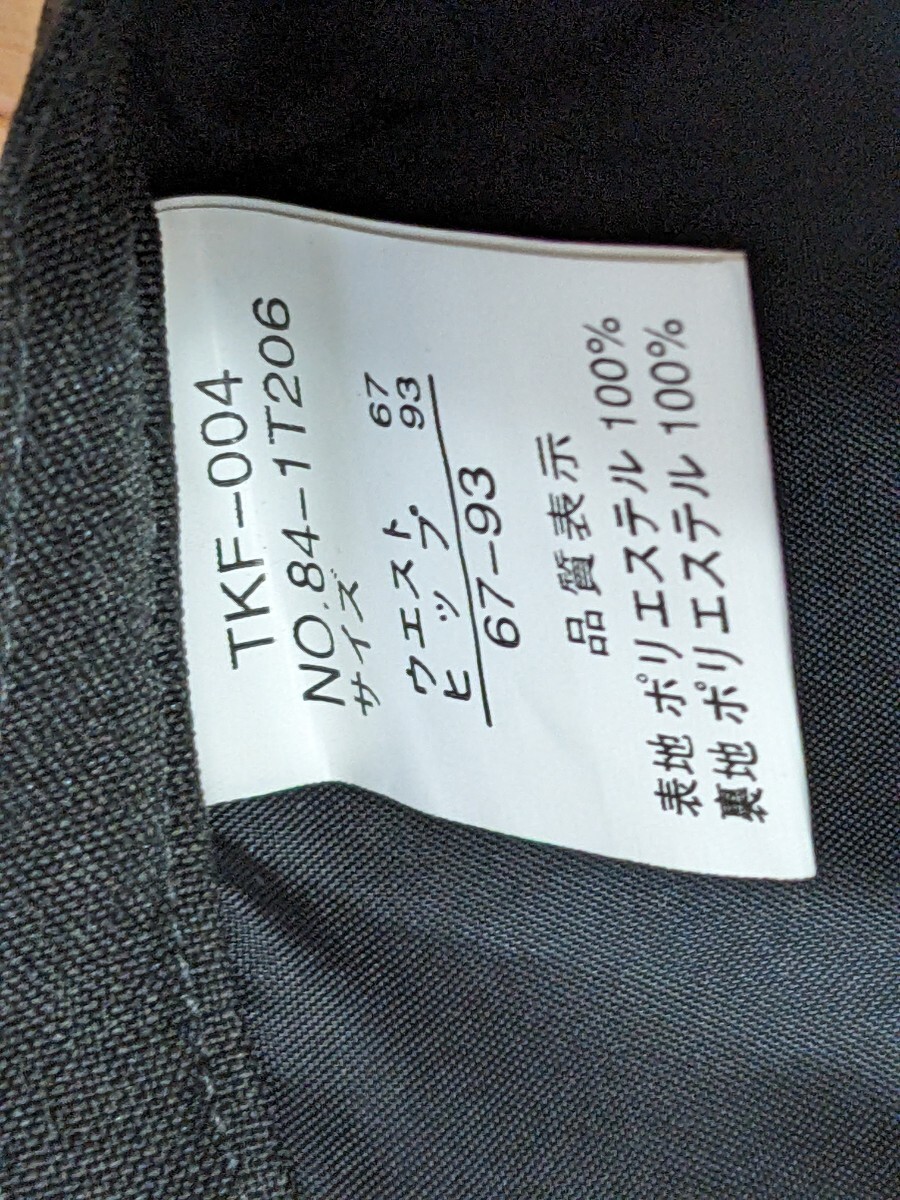 TKF-004
NO.84-1T206
サイズ
ウエスト 67
ヒップ 93
67-93
品質表示
表地 ポリエステル 100%
裏地 ポリエステル 100%